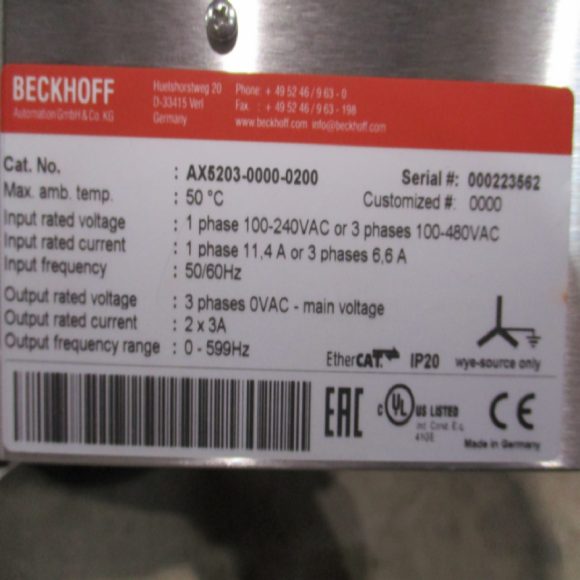 BECKHOFF
Automation GmbH & Co. KG
Huelshorstweg 20
D-33415 Verl
Germany
Phone: + 49 52 46 / 9 63 - 0
Fax : + 49 52 46 / 9 63 - 198
www.beckhoff.com info@beckhoff.com
Cat. No. : AX5203-0000-0200 Serial #: 000223562
Max. amb. temp. : 50 °C Customized #: 0000
Input rated voltage : 1 phase 100-240VAC or 3 phases 100-480VAC
Input rated current : 1 phase 11,4 A or 3 phases 6,6 A
Input frequency : 50/60Hz
Output rated voltage : 3 phases 0VAC - main voltage
Output rated current : 2 x 3A
Output frequency range : 0 - 599Hz
EtherCAT IP20 wye-source only
EAC c UL US LISTED CE
Ind. Cont. Eq.
4N0E
Made in Germany